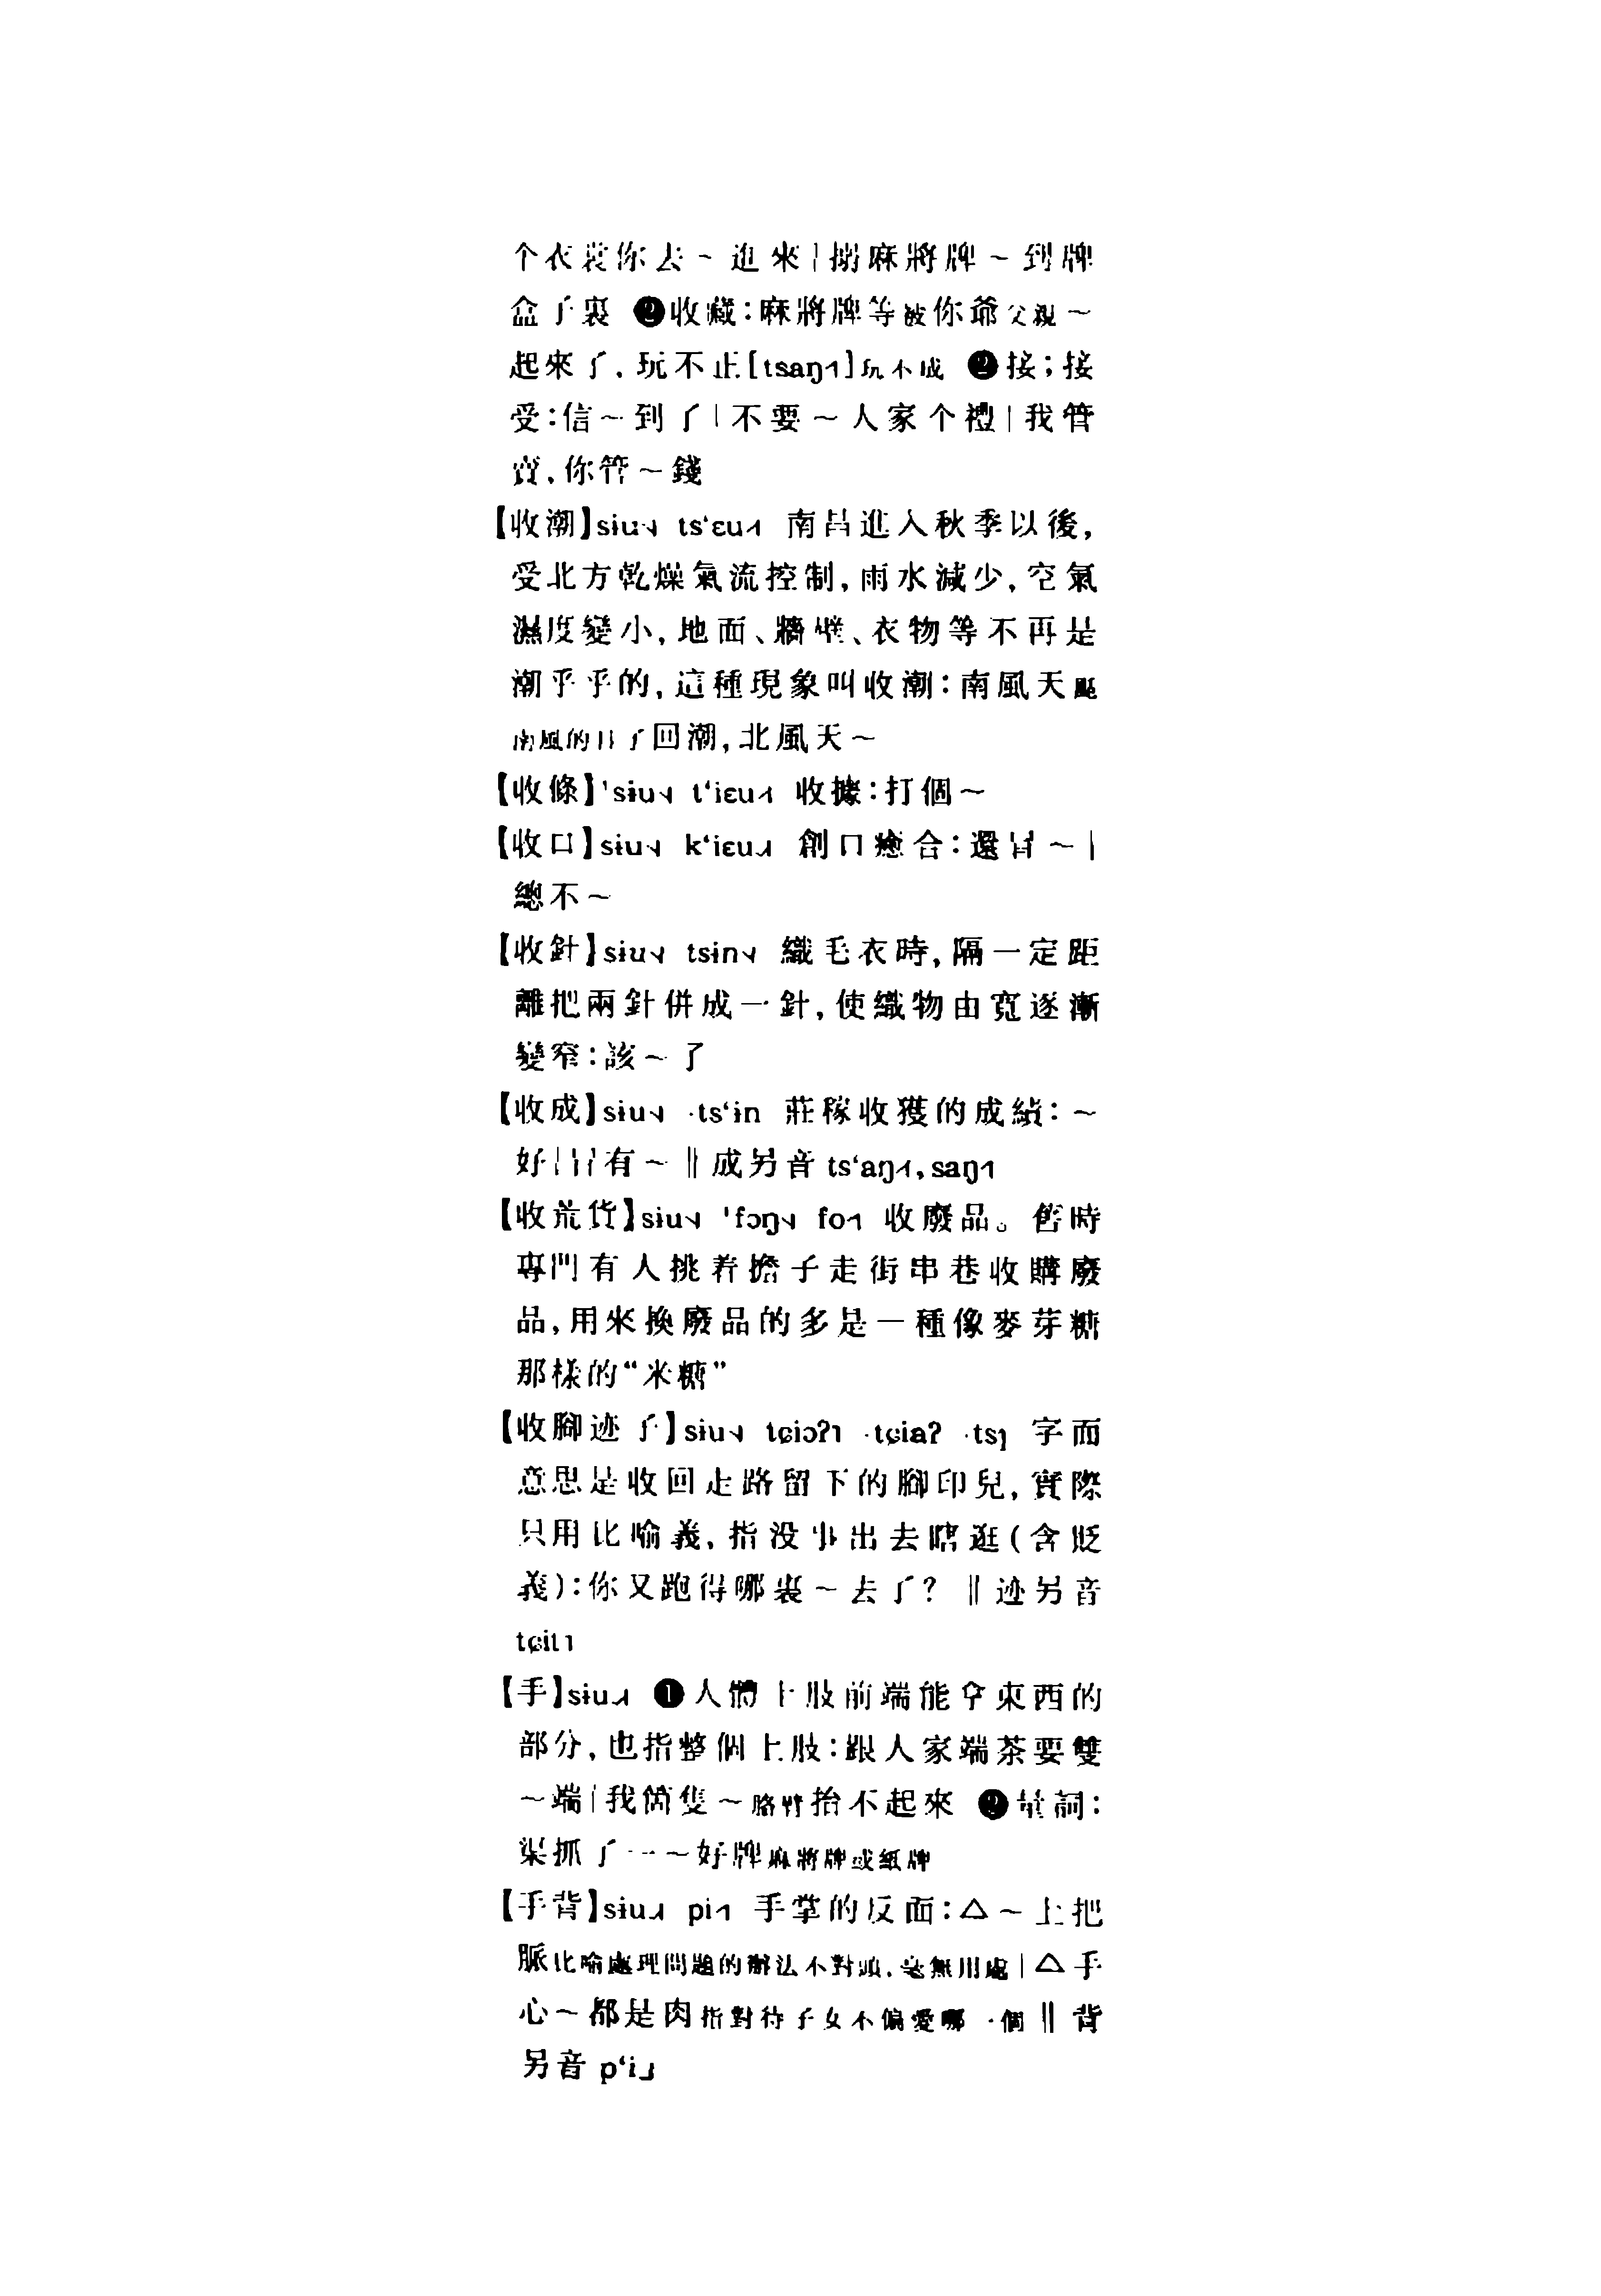 个衣裳你去～進來|搦麻將牌～到牌
盒子裏 ❷收藏：麻將牌等被你爺父親～
起來了，玩不正[tsaŋ˧]玩不成 ❷接；接
受：信～到了|不要～人家个禮|我管
賣，你管～錢
【收潮】sɨu˧˩ ts‘ɛu˧˥ 南昌進入秋季以後，
受北方乾燥氣流控制，雨水減少，空氣
濕度變小，地面、牆壁、衣物等不再是
潮乎乎的，這種現象叫收潮：南風天颳
南風的日子回潮，北風天～
【收條】ˈsɨu˧˩ t‘iɛu˧˥ 收據：打個～
【收口】sɨu˧˩ k‘iɛu˨˩˧ 創口癒合：還冒～|
總不～
【收針】sɨu˧˩ tsɨn˧˩ 織毛衣時，隔一定距
離把兩針併成一針，使織物由寬逐漸
變窄：該～了
【收成】sɨu˧˩ ·ts‘ɨn 莊稼收獲的成績：～
好|冒有～‖成另音 ts‘aŋ˧˥，saŋ˧
【收荒貨】sɨu˧˩ ˈfɔŋ˧˩ fo˧ 收廢品。舊時
專門有人挑着擔子走街串巷收購廢
品，用來換廢品的多是一種像麥芽糖
那樣的“米糖”
【收腳迹子】sɨu˧˩ tɕiɔʔ˥ ·tɕiaʔ ·tsɿ 字面
意思是收回走路留下的腳印兒，實際
只用比喻義，指没事出去瞎逛（含貶
義）：你又跑得哪裏～去了？‖迹另音
tɕit˥
【手】sɨu˨˩˧ ❶人體上肢前端能拿東西的
部分，也指整個上肢：跟人家端茶要雙
～端|我箇隻～胳臂抬不起來 ❷量詞：
渠抓了一～好牌麻將牌或紙牌
【手背】sɨu˨˩˧ pi˧ 手掌的反面：△～上把
脈比喻處理問題的辦法不對頭，毫無用處|△手
心～都是肉指對待子女不偏愛哪一個‖背
另音 p‘i˩